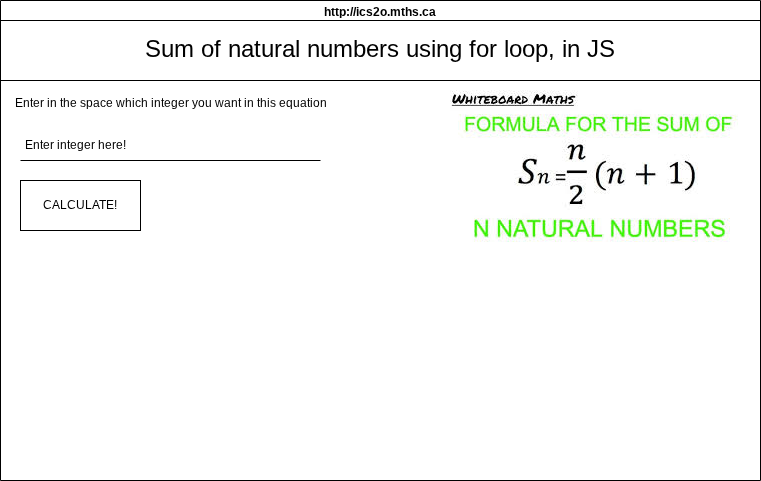 http://ics2o.mths.ca
Sum of natural numbers using for loop, in JS
Enter in the space which integer you want in this equation
Enter integer here!
CALCULATE!
Whiteboard Maths
FORMULA FOR THE SUM OF
Sn = n/2 (n + 1)
N NATURAL NUMBERS